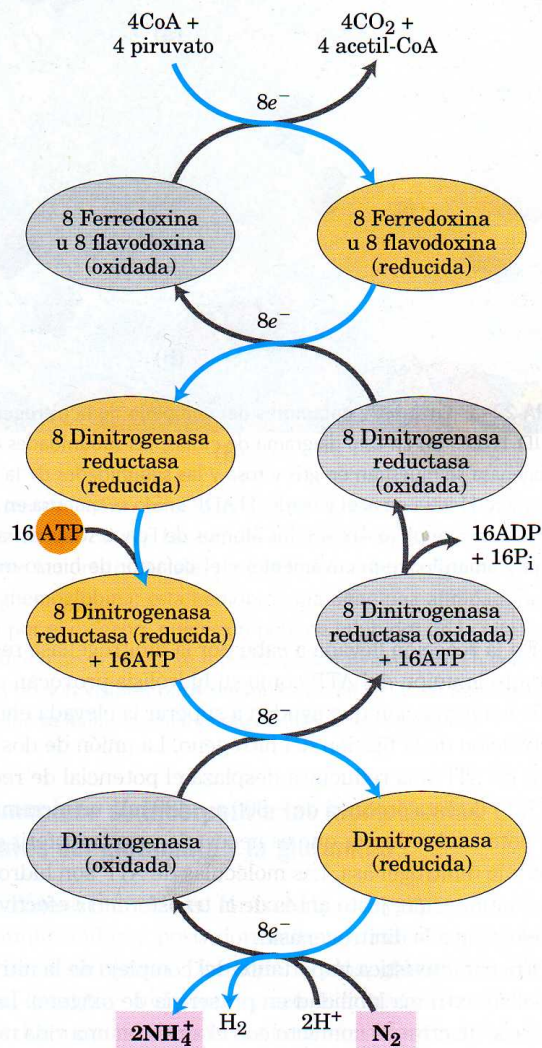 4CoA +
4 piruvato
4CO₂ +
4 acetil-CoA
8e⁻
8 Ferredoxina
u 8 flavodoxina
(oxidada)
8 Ferredoxina
u 8 flavodoxina
(reducida)
8e⁻
8 Dinitrogenasa
reductasa
(reducida)
8 Dinitrogenasa
reductasa
(oxidada)
16 ATP
16ADP
+ 16Pᵢ
8 Dinitrogenasa
reductasa (reducida)
+ 16ATP
8 Dinitrogenasa
reductasa (oxidada)
+ 16ATP
8e⁻
Dinitrogenasa
(oxidada)
Dinitrogenasa
(reducida)
8e⁻
2NH₄⁺
H₂
2H⁺
N₂